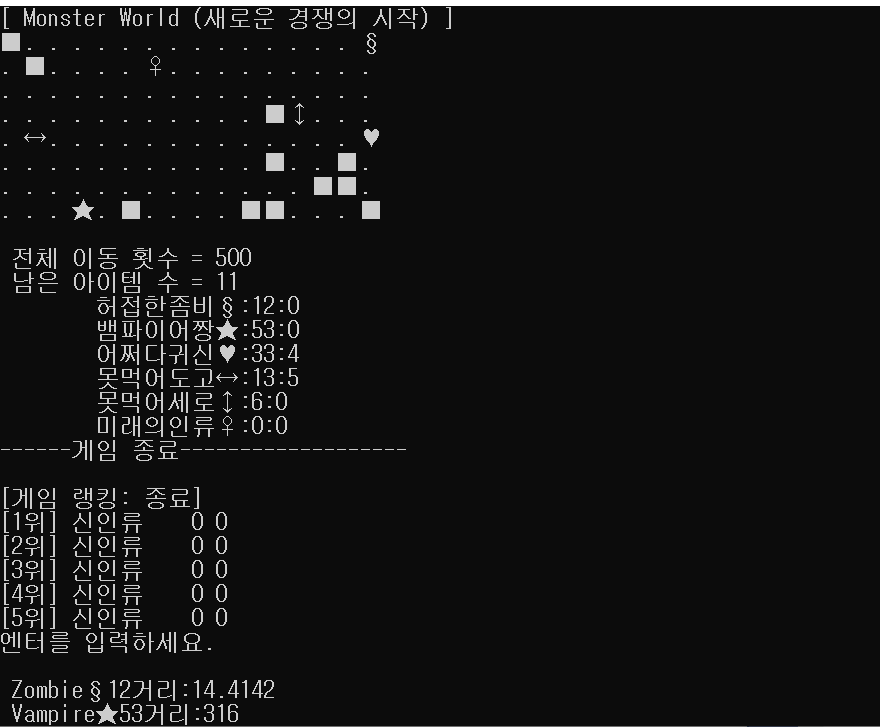 [ Monster World (새로운 경쟁의 시작) ]
■. . . . . . . . . . . . . . §
. ■. . . . ♀. . . . . . . . .
. . . . . . . . . . . . . . . .
. . . . . . . . . . . ■↕. . .
. ↔. . . . . . . . . . . . . ♥
. . . . . . . . . . . ■. . ■.
. . . . . . . . . . . . . ■■.
. . . ★. ■. . . . ■■. . . ■
전체 이동 횟수 = 500
남은 아이템 수 = 11
허접한좀비§:12:0
뱀파이어짱★:53:0
어쩌다귀신♥:33:4
못먹어도고↔:13:5
못먹어세로↕:6:0
미래의인류♀:0:0
------게임 종료-------------------
[게임 랭킹: 종료]
[1위] 신인류 0 0
[2위] 신인류 0 0
[3위] 신인류 0 0
[4위] 신인류 0 0
[5위] 신인류 0 0
엔터를 입력하세요.
Zombie§12거리:14.4142
Vampire★53거리:316